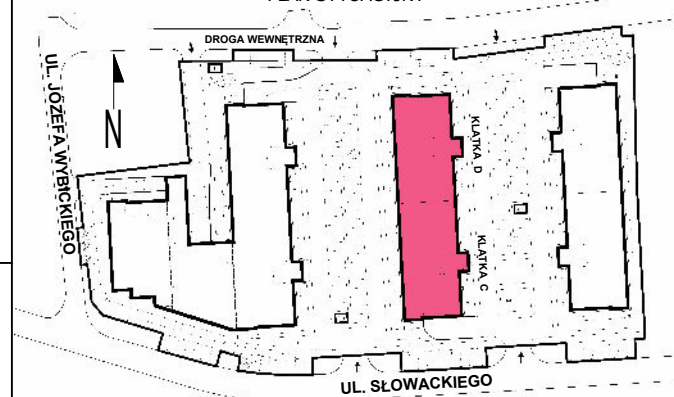 DROGA WEWNĘTRZNA
UL. JÓZEFA WYBICKIEGO
N
KLATKA D
KLATKA C
UL. SŁOWACKIEGO